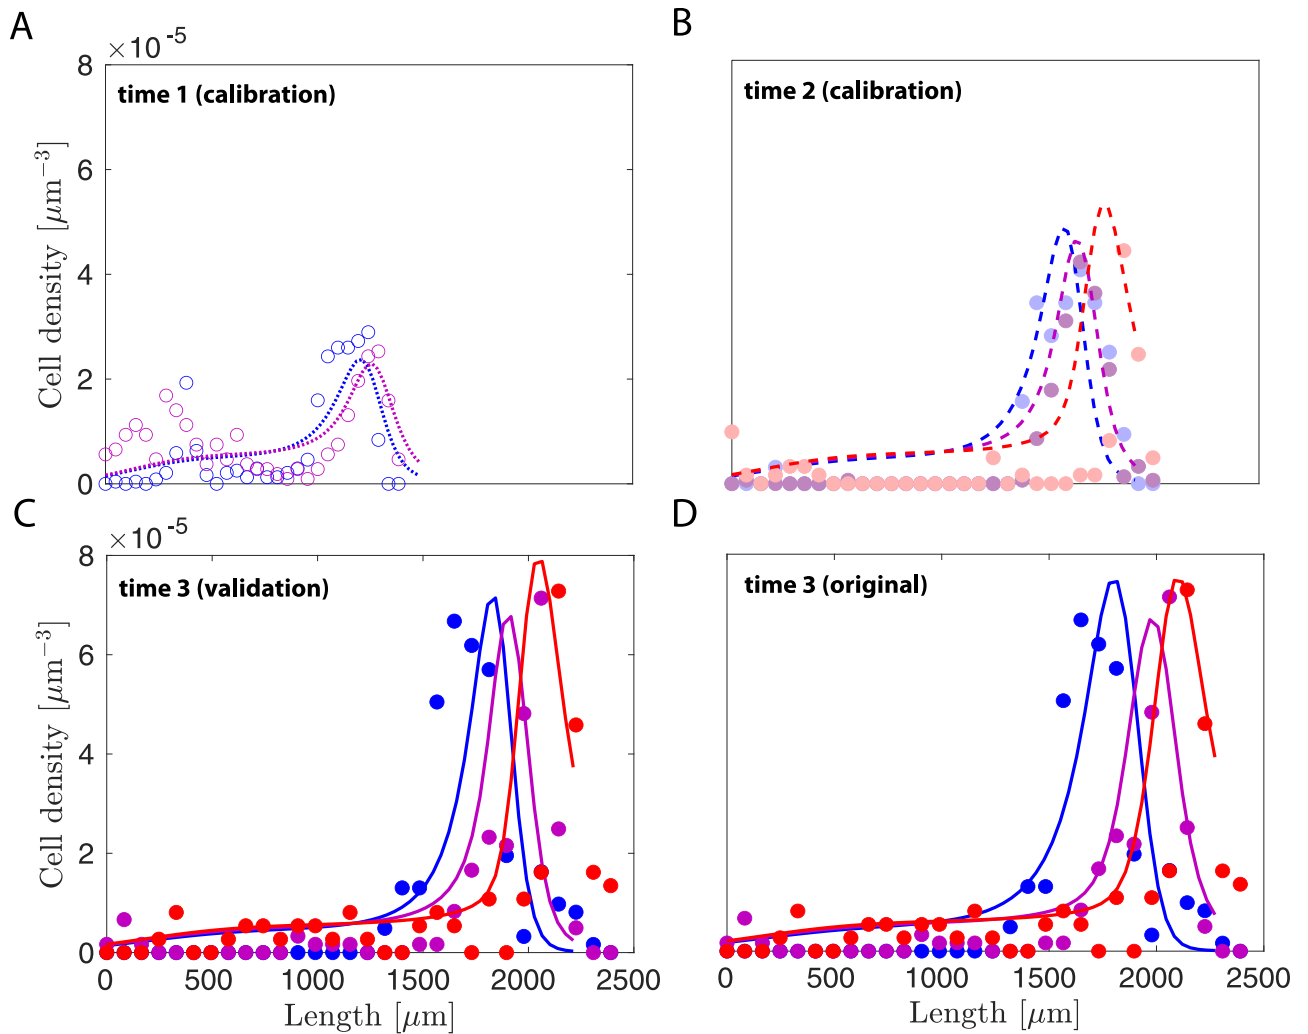 A
×10⁻⁵
8
6
4
2
0
Cell density [μm⁻³]
time 1 (calibration)
B
time 2 (calibration)
C
×10⁻⁵
8
6
4
2
0
Cell density [μm⁻³]
time 3 (validation)
0 500 1000 1500 2000 2500
Length [μm]
D
time 3 (original)
0 500 1000 1500 2000 2500
Length [μm]